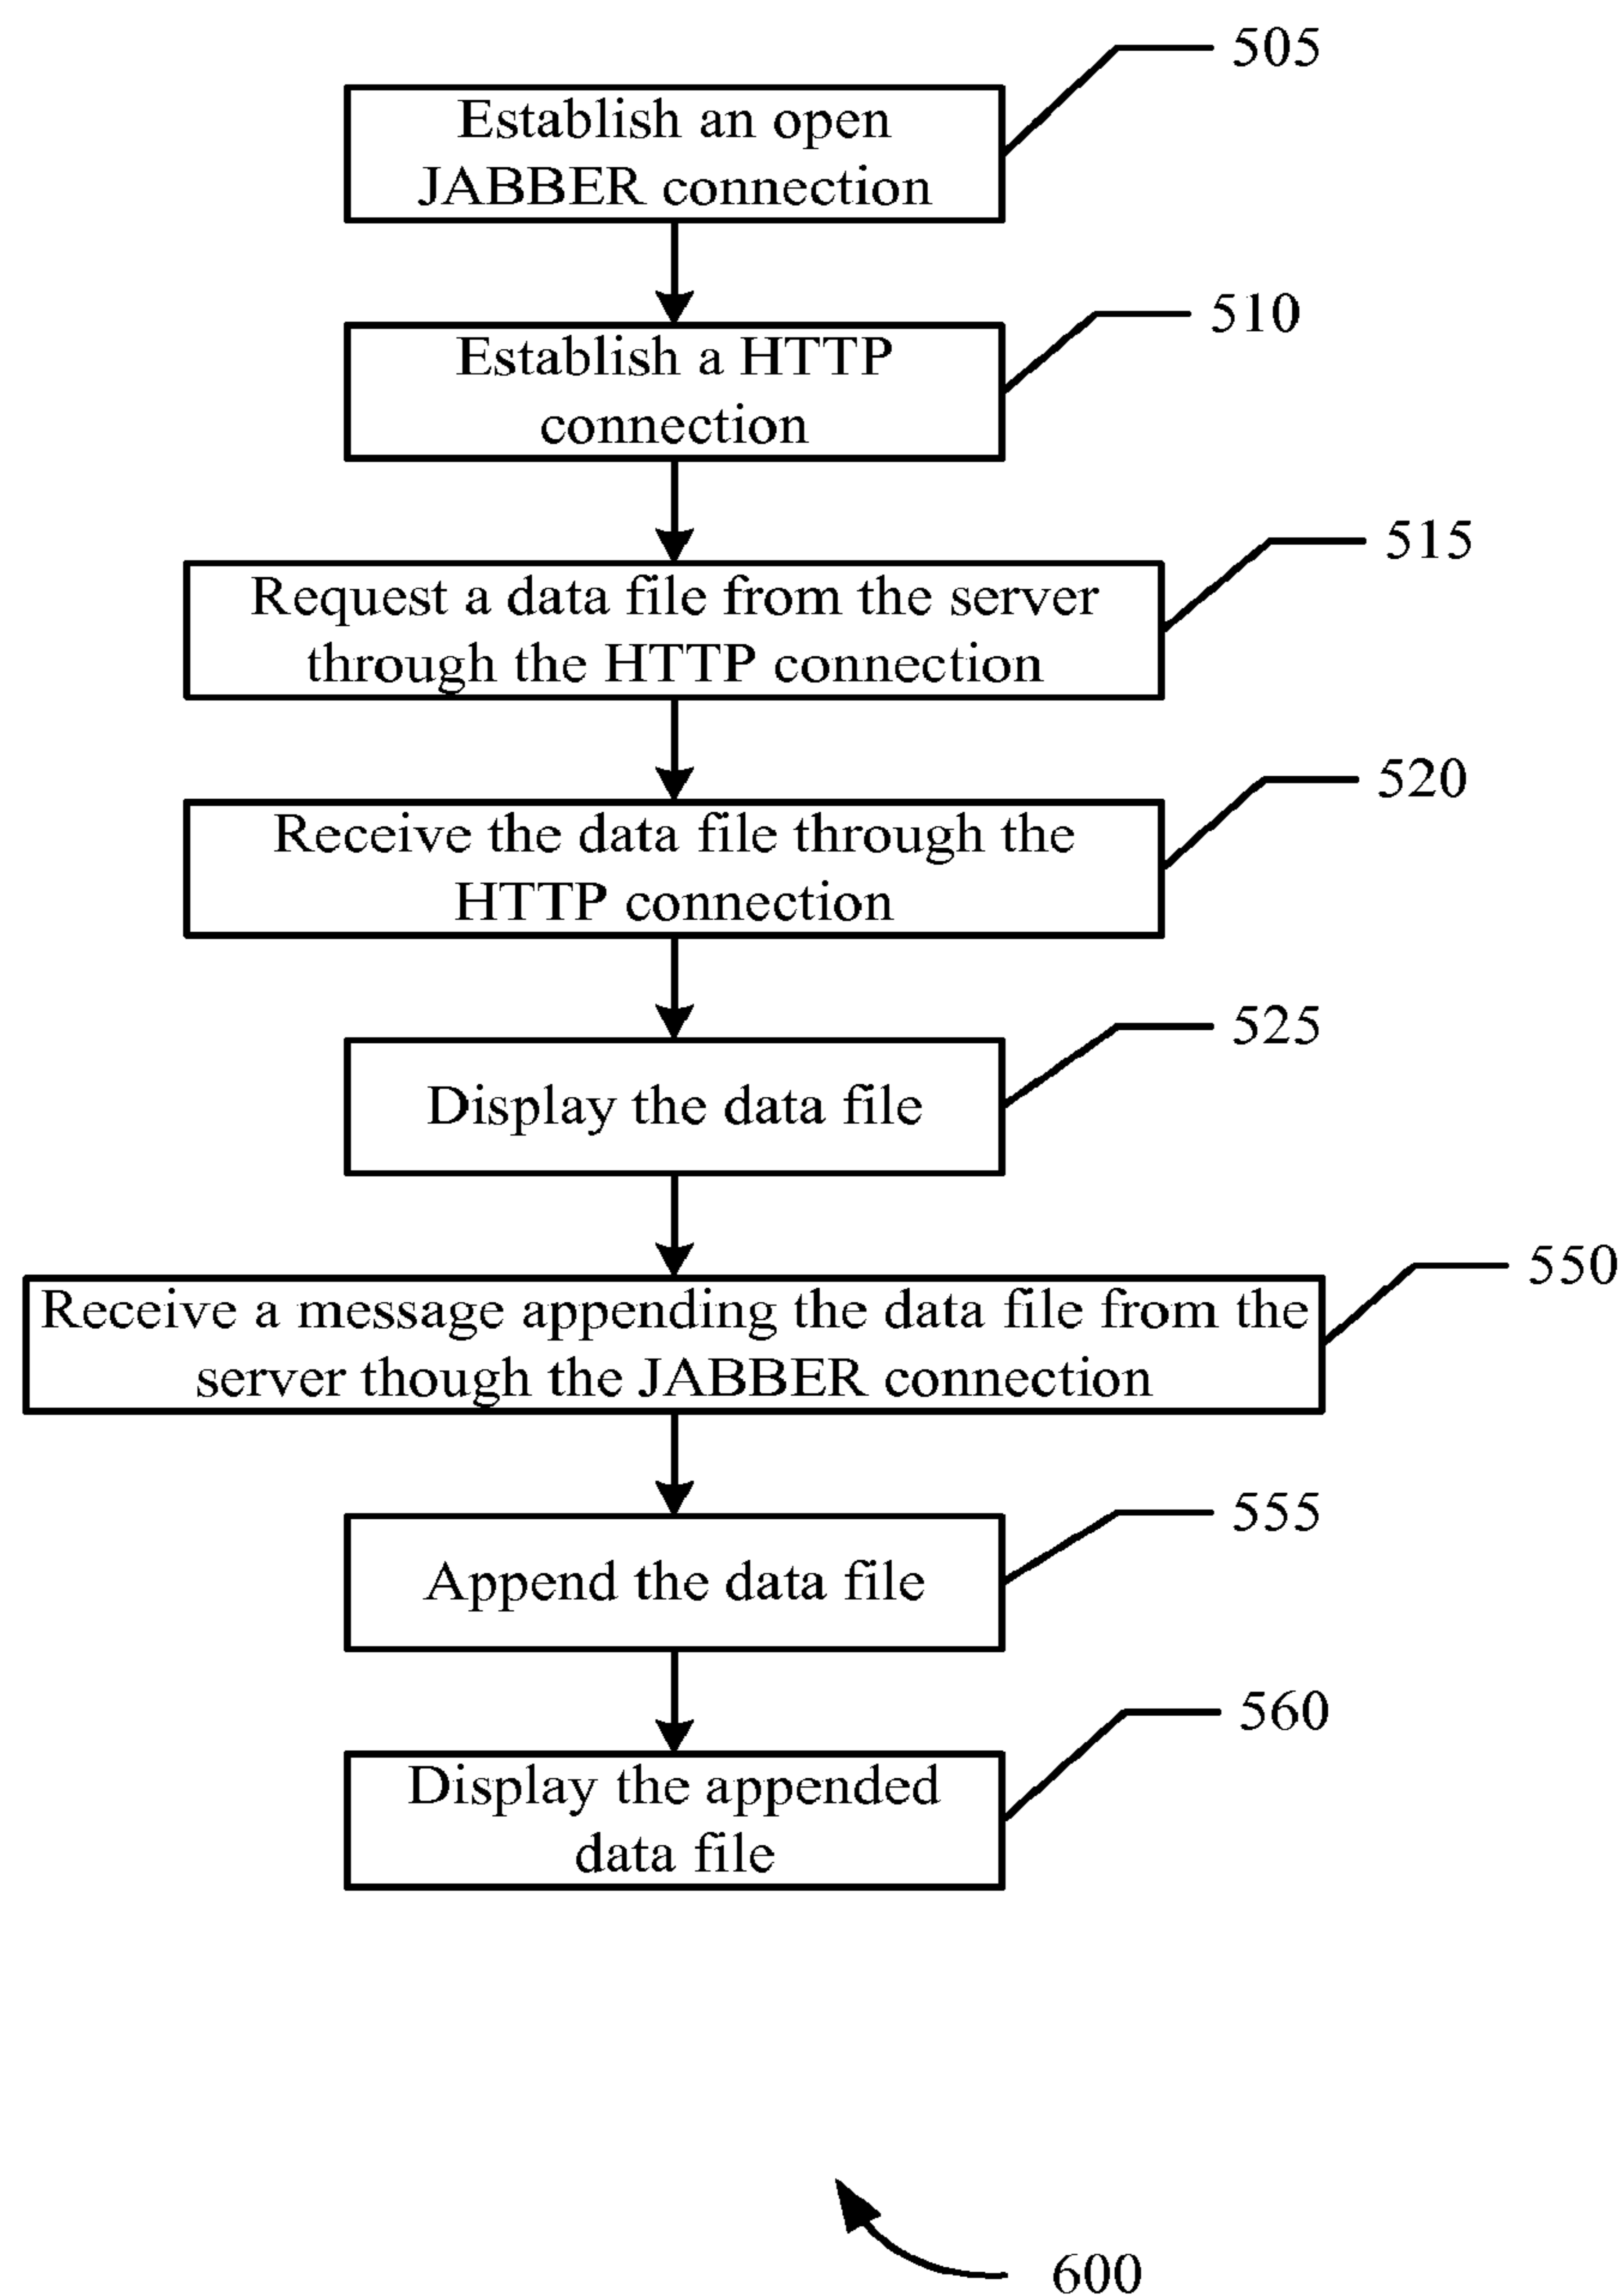 505
Establish an open
JABBER connection
510
Establish a HTTP
connection
515
Request a data file from the server
through the HTTP connection
520
Receive the data file through the
HTTP connection
525
Display the data file
550
Receive a message appending the data file from the
server though the JABBER connection
555
Append the data file
560
Display the appended
data file
600